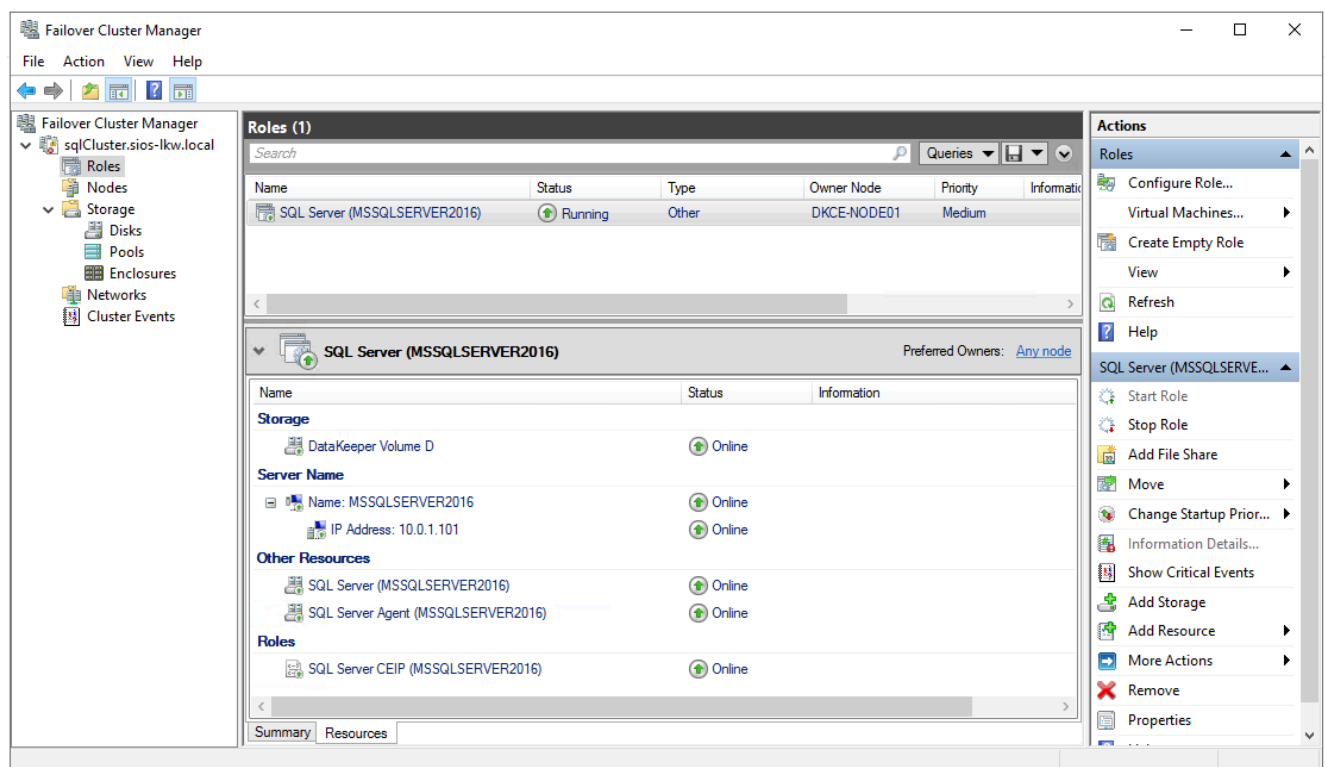 Failover Cluster Manager
File Action View Help
Failover Cluster Manager
sqlCluster.sios-lkw.local
Roles
Nodes
Storage
Disks
Pools
Enclosures
Networks
Cluster Events
Roles (1)
Search
Queries
Name Status Type Owner Node Priority Informatic
SQL Server (MSSQLSERVER2016) Running Other DKCE-NODE01 Medium
SQL Server (MSSQLSERVER2016) Preferred Owners: Any node
Name Status Information
Storage
DataKeeper Volume D Online
Server Name
Name: MSSQLSERVER2016 Online
IP Address: 10.0.1.101 Online
Other Resources
SQL Server (MSSQLSERVER2016) Online
SQL Server Agent (MSSQLSERVER2016) Online
Roles
SQL Server CEIP (MSSQLSERVER2016) Online
Summary Resources
Actions
Roles
Configure Role...
Virtual Machines...
Create Empty Role
View
Refresh
Help
SQL Server (MSSQLSERVE...
Start Role
Stop Role
Add File Share
Move
Change Startup Prior...
Information Details...
Show Critical Events
Add Storage
Add Resource
More Actions
Remove
Properties